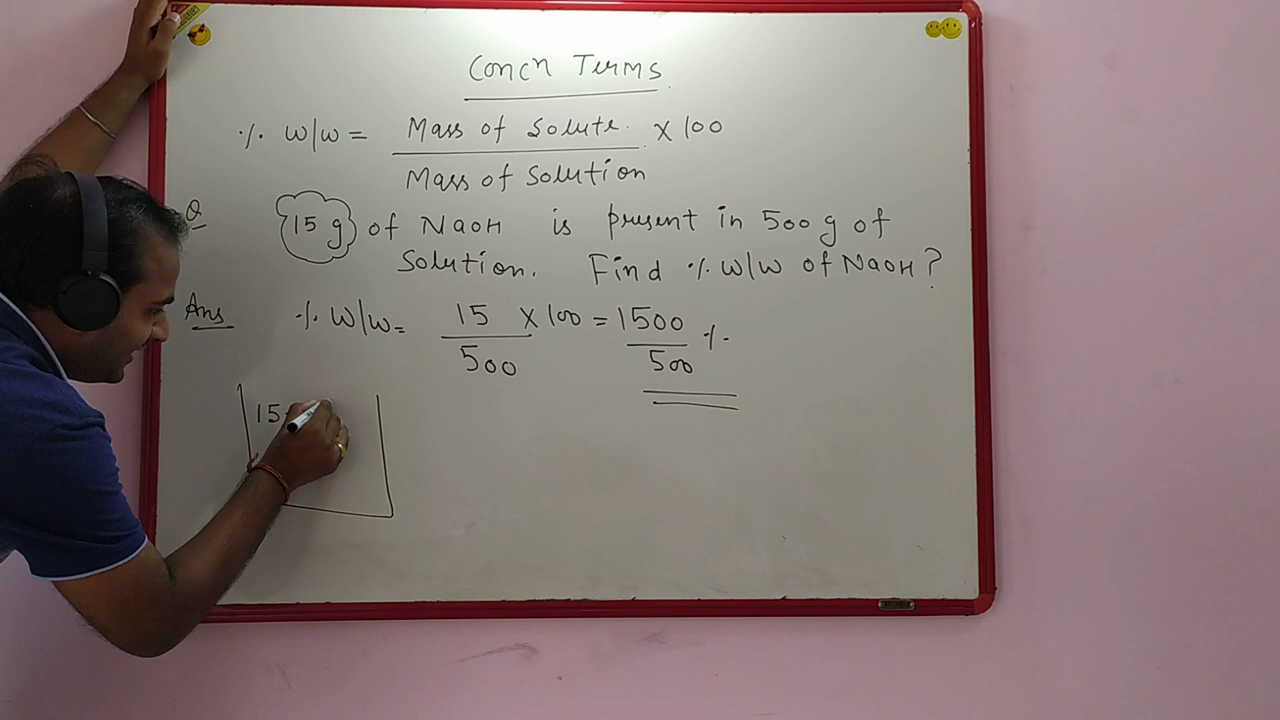 Concn Terms
% W/W = Mass of Solute × 100
Mass of Solution
Q 15 g of NaOH is present in 500 g of
Solution. Find % W/W of NaOH?
Ans % W/W = 15 × 100 = 1500 %
500 500
15